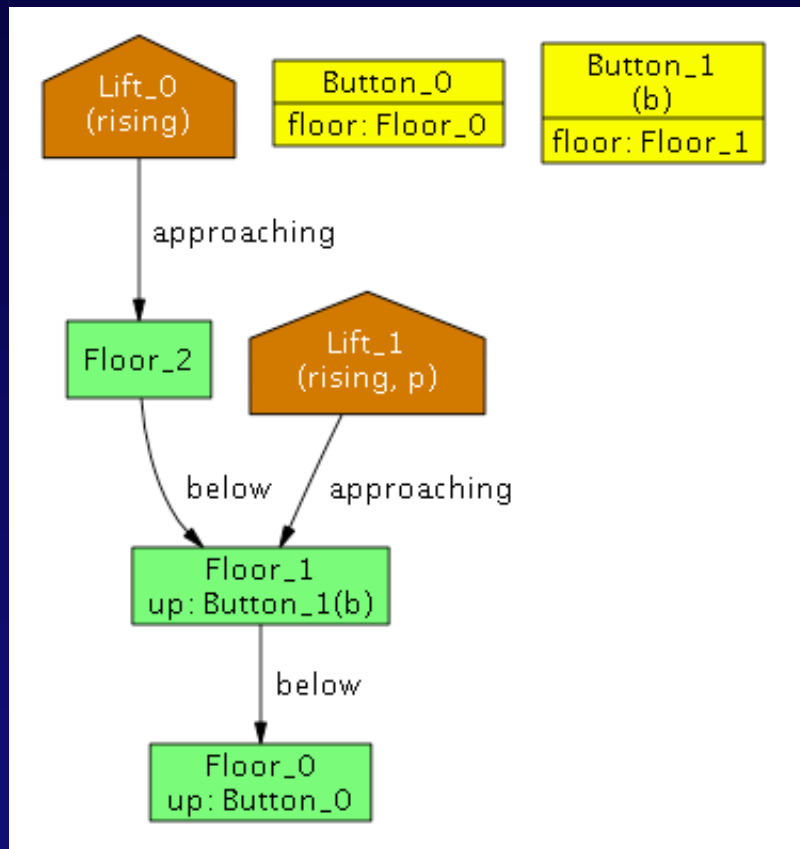 Lift_0
(rising)
Button_0
floor: Floor_0
Button_1
(b)
floor: Floor_1
approaching
Floor_2
Lift_1
(rising, p)
below
approaching
Floor_1
up: Button_1(b)
below
Floor_0
up: Button_0